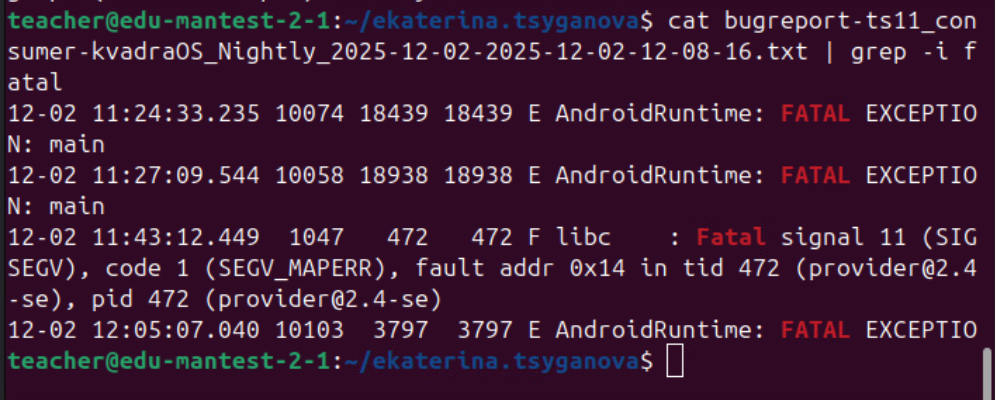 teacher@edu-mantest-2-1:~/ekaterina.tsyganova$ cat bugreport-ts11_con
sumer-kvadraOS_Nightly_2025-12-02-2025-12-02-12-08-16.txt | grep -i f
atal
12-02 11:24:33.235 10074 18439 18439 E AndroidRuntime: FATAL EXCEPTIO
N: main
12-02 11:27:09.544 10058 18938 18938 E AndroidRuntime: FATAL EXCEPTIO
N: main
12-02 11:43:12.449  1047   472   472 F libc    : Fatal signal 11 (SIG
SEGV), code 1 (SEGV_MAPERR), fault addr 0x14 in tid 472 (provider@2.4
-se), pid 472 (provider@2.4-se)
12-02 12:05:07.040 10103  3797  3797 E AndroidRuntime: FATAL EXCEPTIO
teacher@edu-mantest-2-1:~/ekaterina.tsyganova$